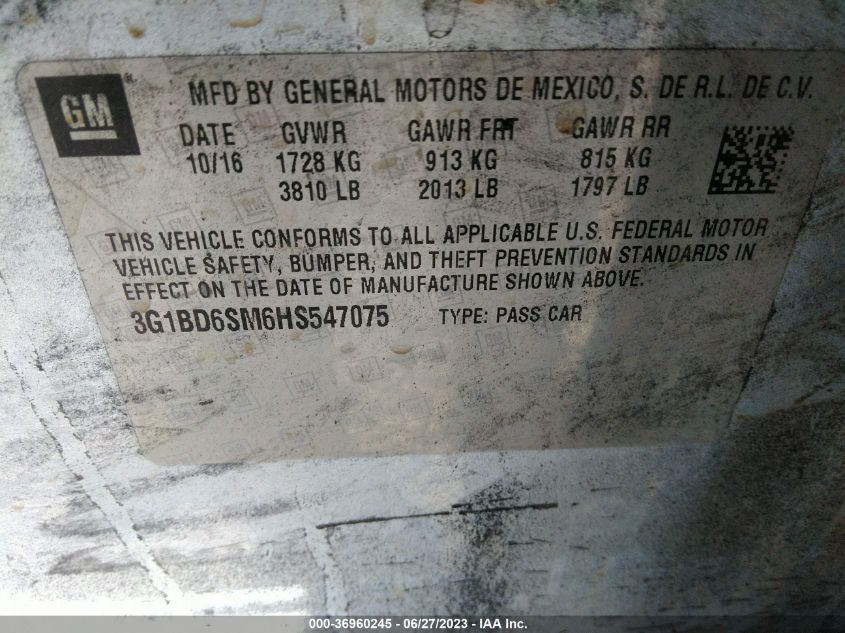 GM ®
MFD BY GENERAL MOTORS DE MEXICO, S. DE R.L. DE C.V.
DATE GVWR GAWR FRT GAWR RR
10/16 1728 KG 913 KG 815 KG
3810 LB 2013 LB 1797 LB
THIS VEHICLE CONFORMS TO ALL APPLICABLE U.S. FEDERAL MOTOR
VEHICLE SAFETY, BUMPER, AND THEFT PREVENTION STANDARDS IN
EFFECT ON THE DATE OF MANUFACTURE SHOWN ABOVE.
3G1BD6SM6HS547075 TYPE: PASS CAR
000-36960245 - 06/27/2023 - IAA Inc.